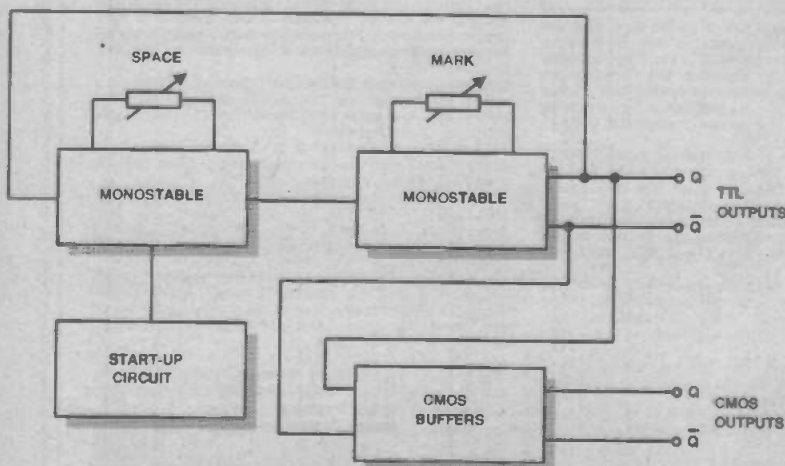 SPACE
MARK
MONOSTABLE
MONOSTABLE
Q
TTL
OUTPUTS
Q̅
START-UP
CIRCUIT
CMOS
BUFFERS
Q
CMOS
OUTPUTS
Q̅